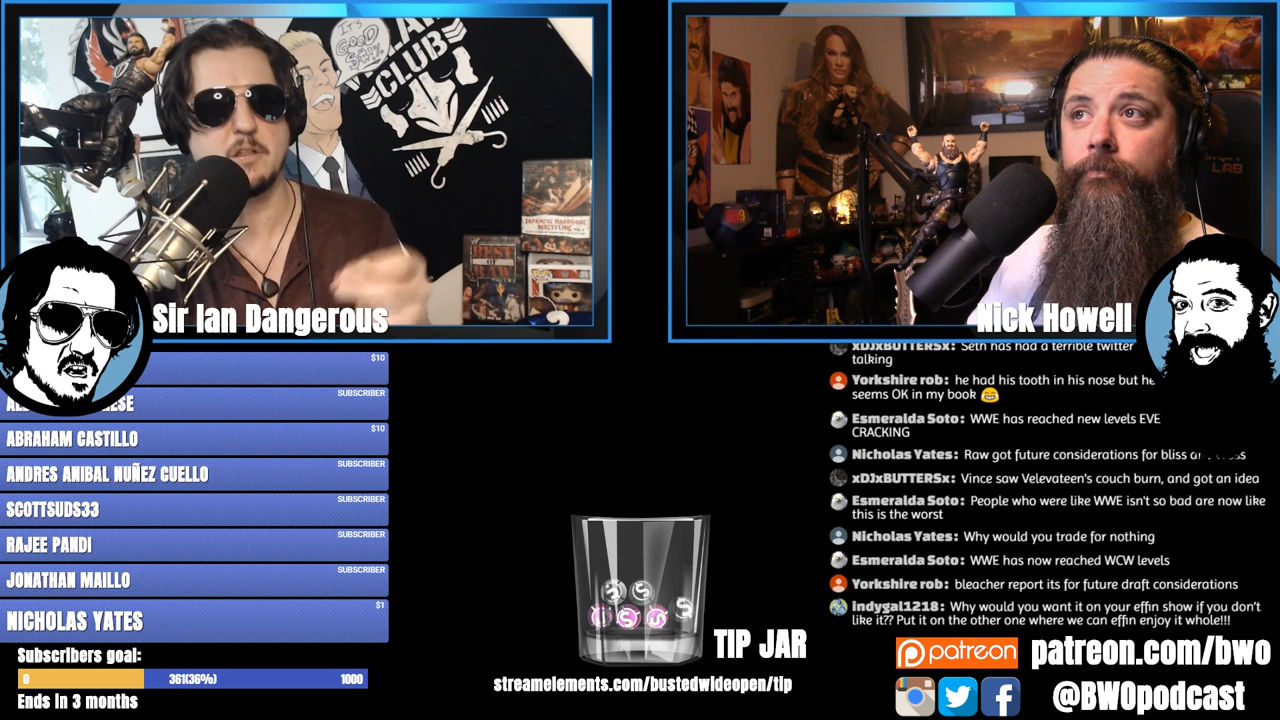 IT'S
GOOD
SH!%
CLUB
JAPANESE HARDCORE
WRESTLING
LAB
Sir Ian Dangerous
Nick Howell
$10
SUBSCRIBER
ABRAHAM CASTILLO
$10
ANDRES ANIBAL NUÑEZ CUELLO
SUBSCRIBER
SCOTTSUDS33
SUBSCRIBER
RAJEE PANDI
SUBSCRIBER
JONATHAN MAILLO
SUBSCRIBER
NICHOLAS YATES
$1
Subscribers goal:
0 361(36%) 1000
Ends in 3 months
TIP JAR
streamelements.com/bustedwideopen/tip
xDJxBUTTERSx: Seth has had a terrible twitter
talking
Yorkshire rob: he had his tooth in his nose but he
seems OK in my book
Esmeralda Soto: WWE has reached new levels EVE
CRACKING
Nicholas Yates: Raw got future considerations for bliss
xDJxBUTTERSx: Vince saw Velevateen's couch burn, and got an idea
Esmeralda Soto: People who were like WWE isn't so bad are now like
this is the worst
Nicholas Yates: Why would you trade for nothing
Esmeralda Soto: WWE has now reached WCW levels
Yorkshire rob: bleacher report its for future draft considerations
indygal1218: Why would you want it on your effin show if you don't
like it?? Put it on the other one where we can effin enjoy it whole!!!
patreon patreon.com/bwo
@BWOpodcast